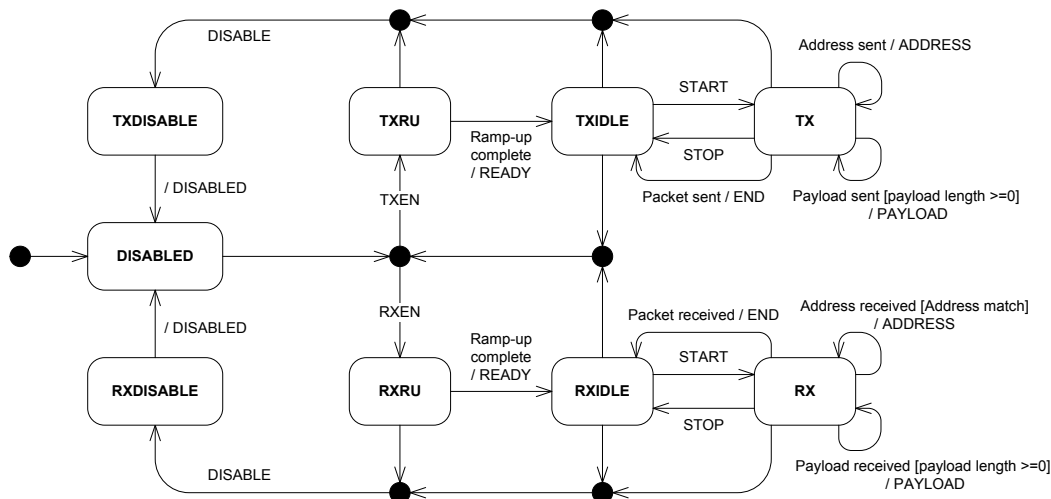 DISABLE
Address sent / ADDRESS
START
TXDISABLE
TXRU
TXIDLE
TX
Ramp-up
complete
/ READY
STOP
/ DISABLED
TXEN
Packet sent / END
Payload sent [payload length >=0]
/ PAYLOAD
DISABLED
RXEN
Packet received / END
Address received [Address match]
/ ADDRESS
/ DISABLED
Ramp-up
complete
/ READY
START
RXDISABLE
RXRU
RXIDLE
RX
STOP
DISABLE
Payload received [payload length >=0]
/ PAYLOAD